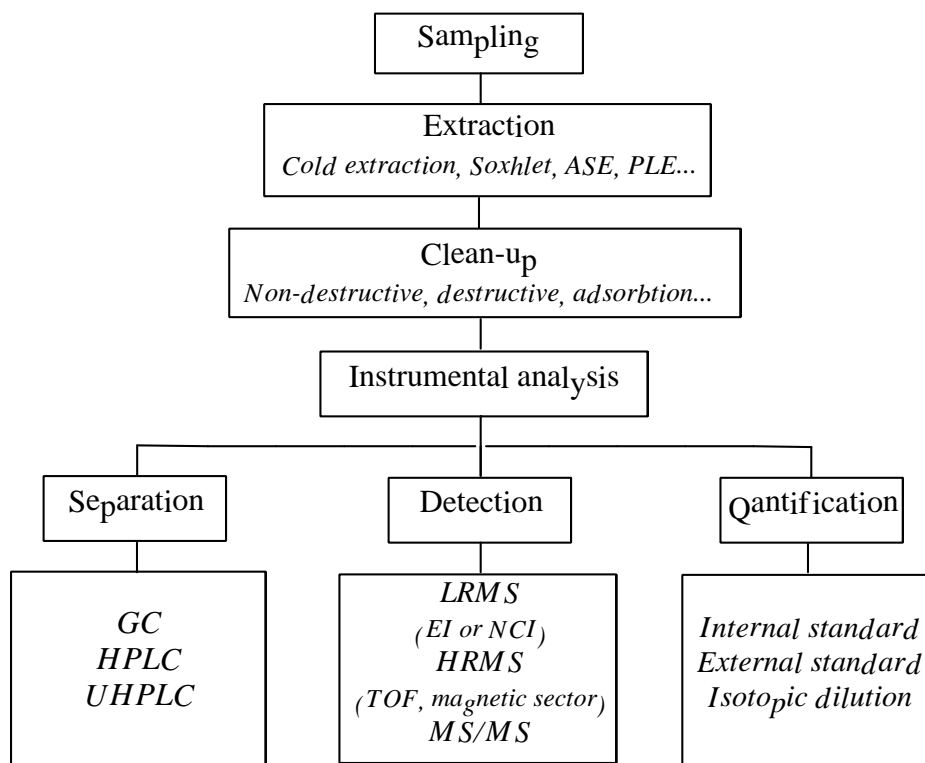 Sampling
Extraction
Cold extraction, Soxhlet, ASE, PLE...
Clean-up
Non-destructive, destructive, adsorbtion...
Instrumental analysis
Separation
GC
HPLC
UHPLC
Detection
LRMS
(EI or NCI)
HRMS
(TOF, magnetic sector)
MS/MS
Qantification
Internal standard
External standard
Isotopic dilution